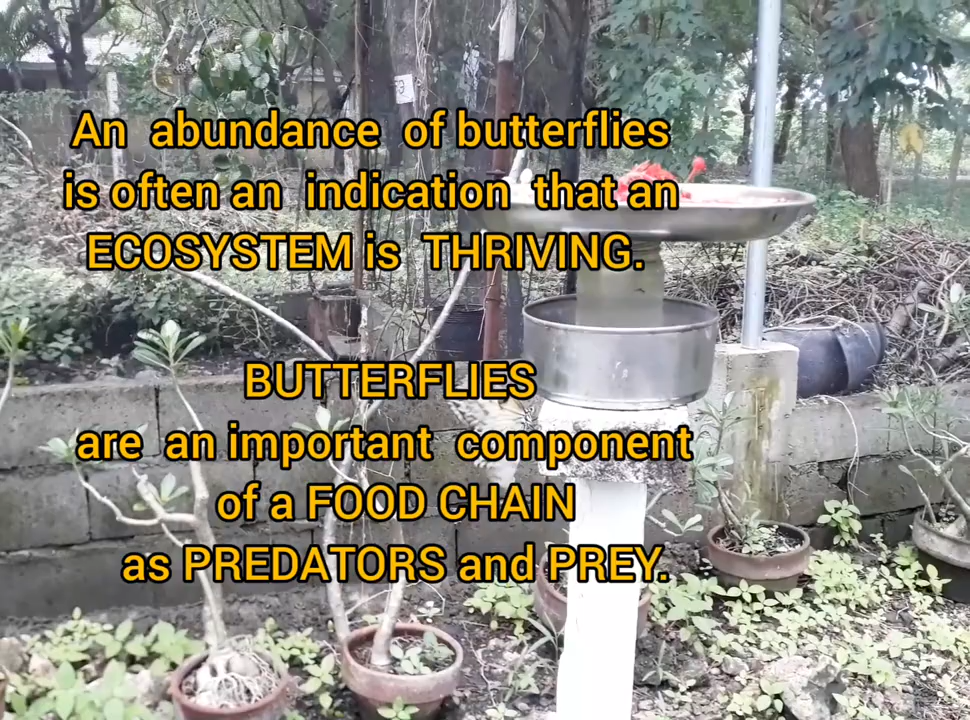 An abundance of butterflies
is often an indication that an
ECOSYSTEM is THRIVING.
BUTTERFLIES
are an important component
of a FOOD CHAIN
as PREDATORS and PREY.